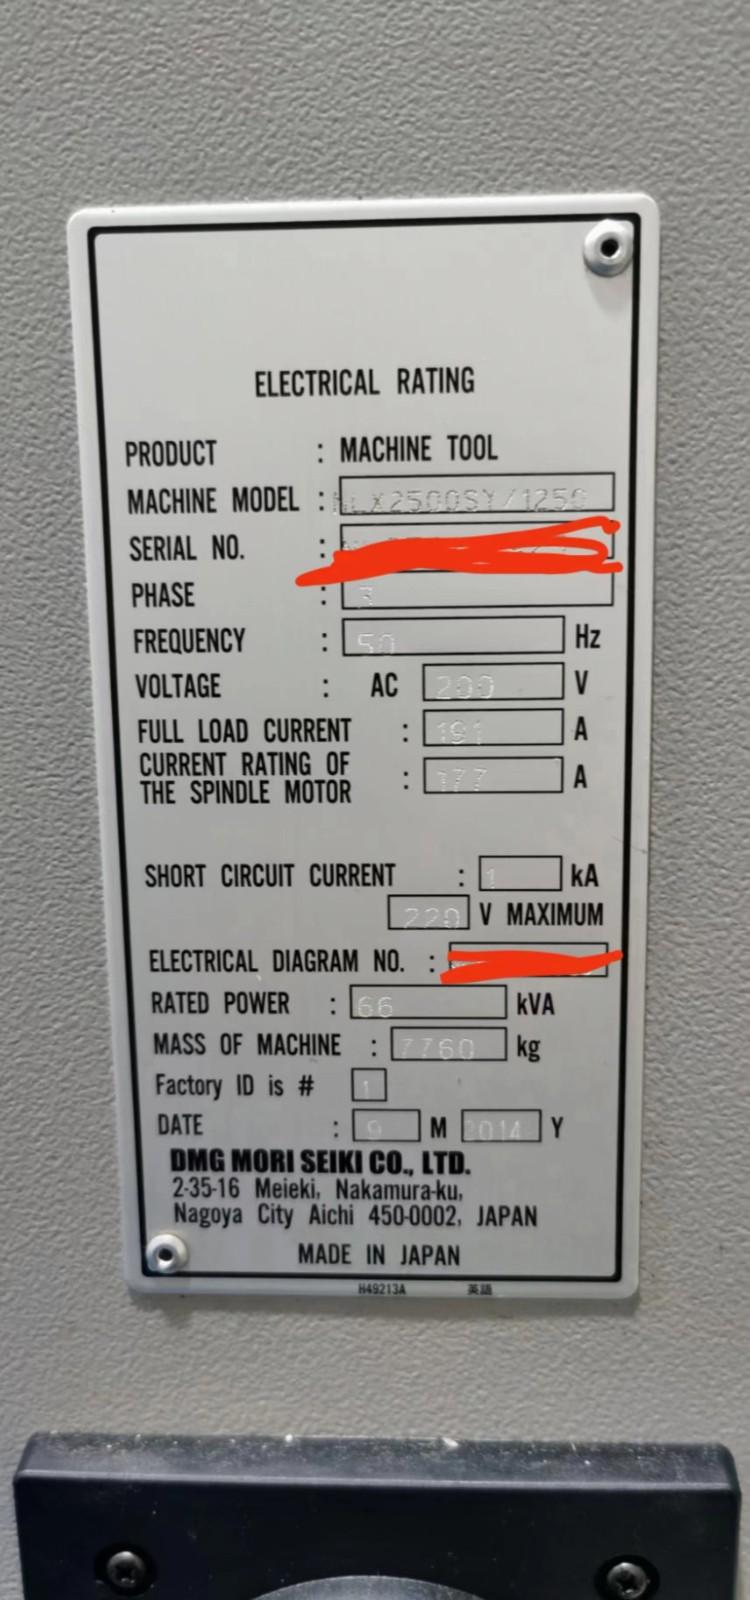 ELECTRICAL RATING
PRODUCT : MACHINE TOOL
MACHINE MODEL : NLX2500SY/1250
SERIAL NO. :
PHASE : 3
FREQUENCY : 50 Hz
VOLTAGE : AC 200 V
FULL LOAD CURRENT : 191 A
CURRENT RATING OF
THE SPINDLE MOTOR : 177 A
SHORT CIRCUIT CURRENT : 1 kA
220 V MAXIMUM
ELECTRICAL DIAGRAM NO. :
RATED POWER : 66 kVA
MASS OF MACHINE : 7760 kg
Factory ID is # 1
DATE : 9 M 2014 Y
DMG MORI SEIKI CO., LTD.
2-35-16 Meieki, Nakamura-ku,
Nagoya City Aichi 450-0002, JAPAN
MADE IN JAPAN
H49213A 英語